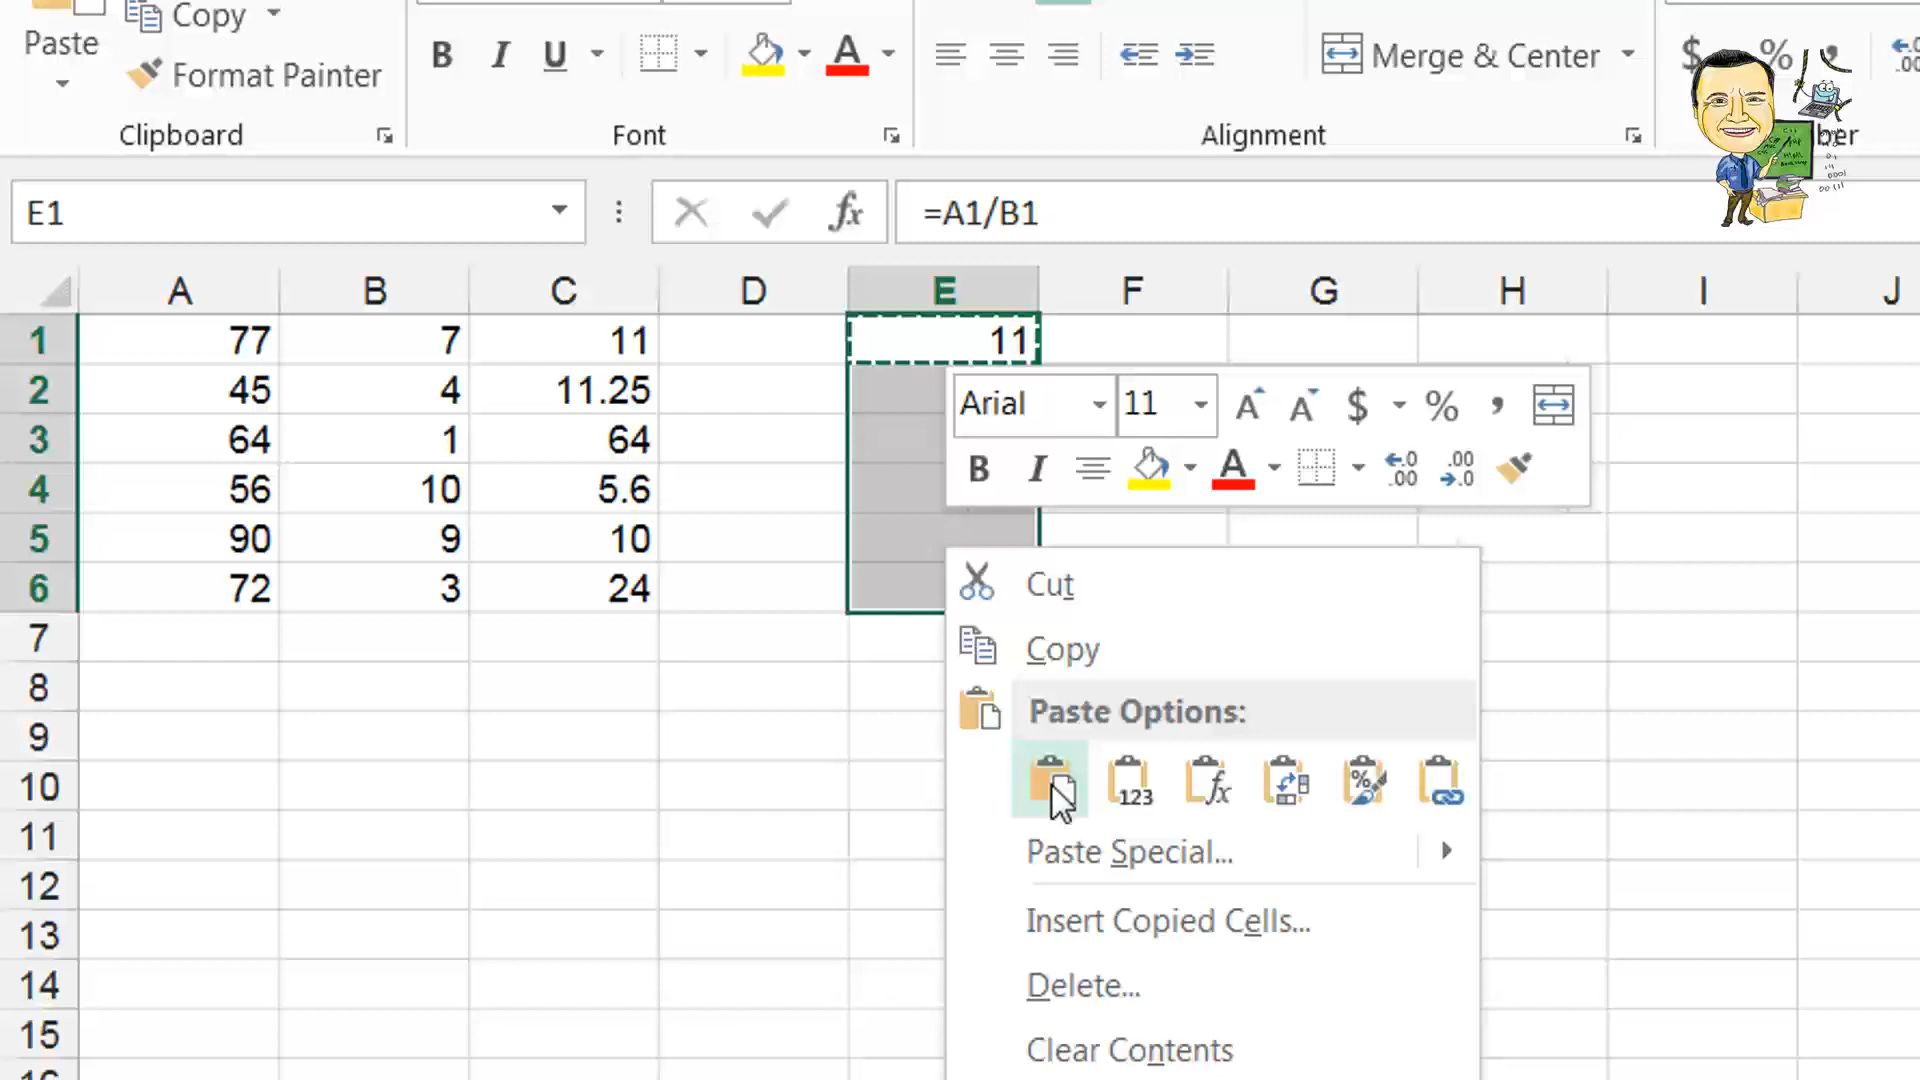 Paste
Copy
Format Painter
Clipboard
B I U
A
Font
Merge & Center
Alignment
$ % ,
ber
E1
fx
=A1/B1
A B C D E F G H I J
1 77 7 11 11
2 45 4 11.25
3 64 1 64
4 56 10 5.6
5 90 9 10
6 72 3 24
7
8
9
10
11
12
13
14
15
Arial 11 A A $ % ,
B I A .0 .00 .00 .0
Cut
Copy
Paste Options:
123 fx %
Paste Special...
Insert Copied Cells...
Delete...
Clear Contents